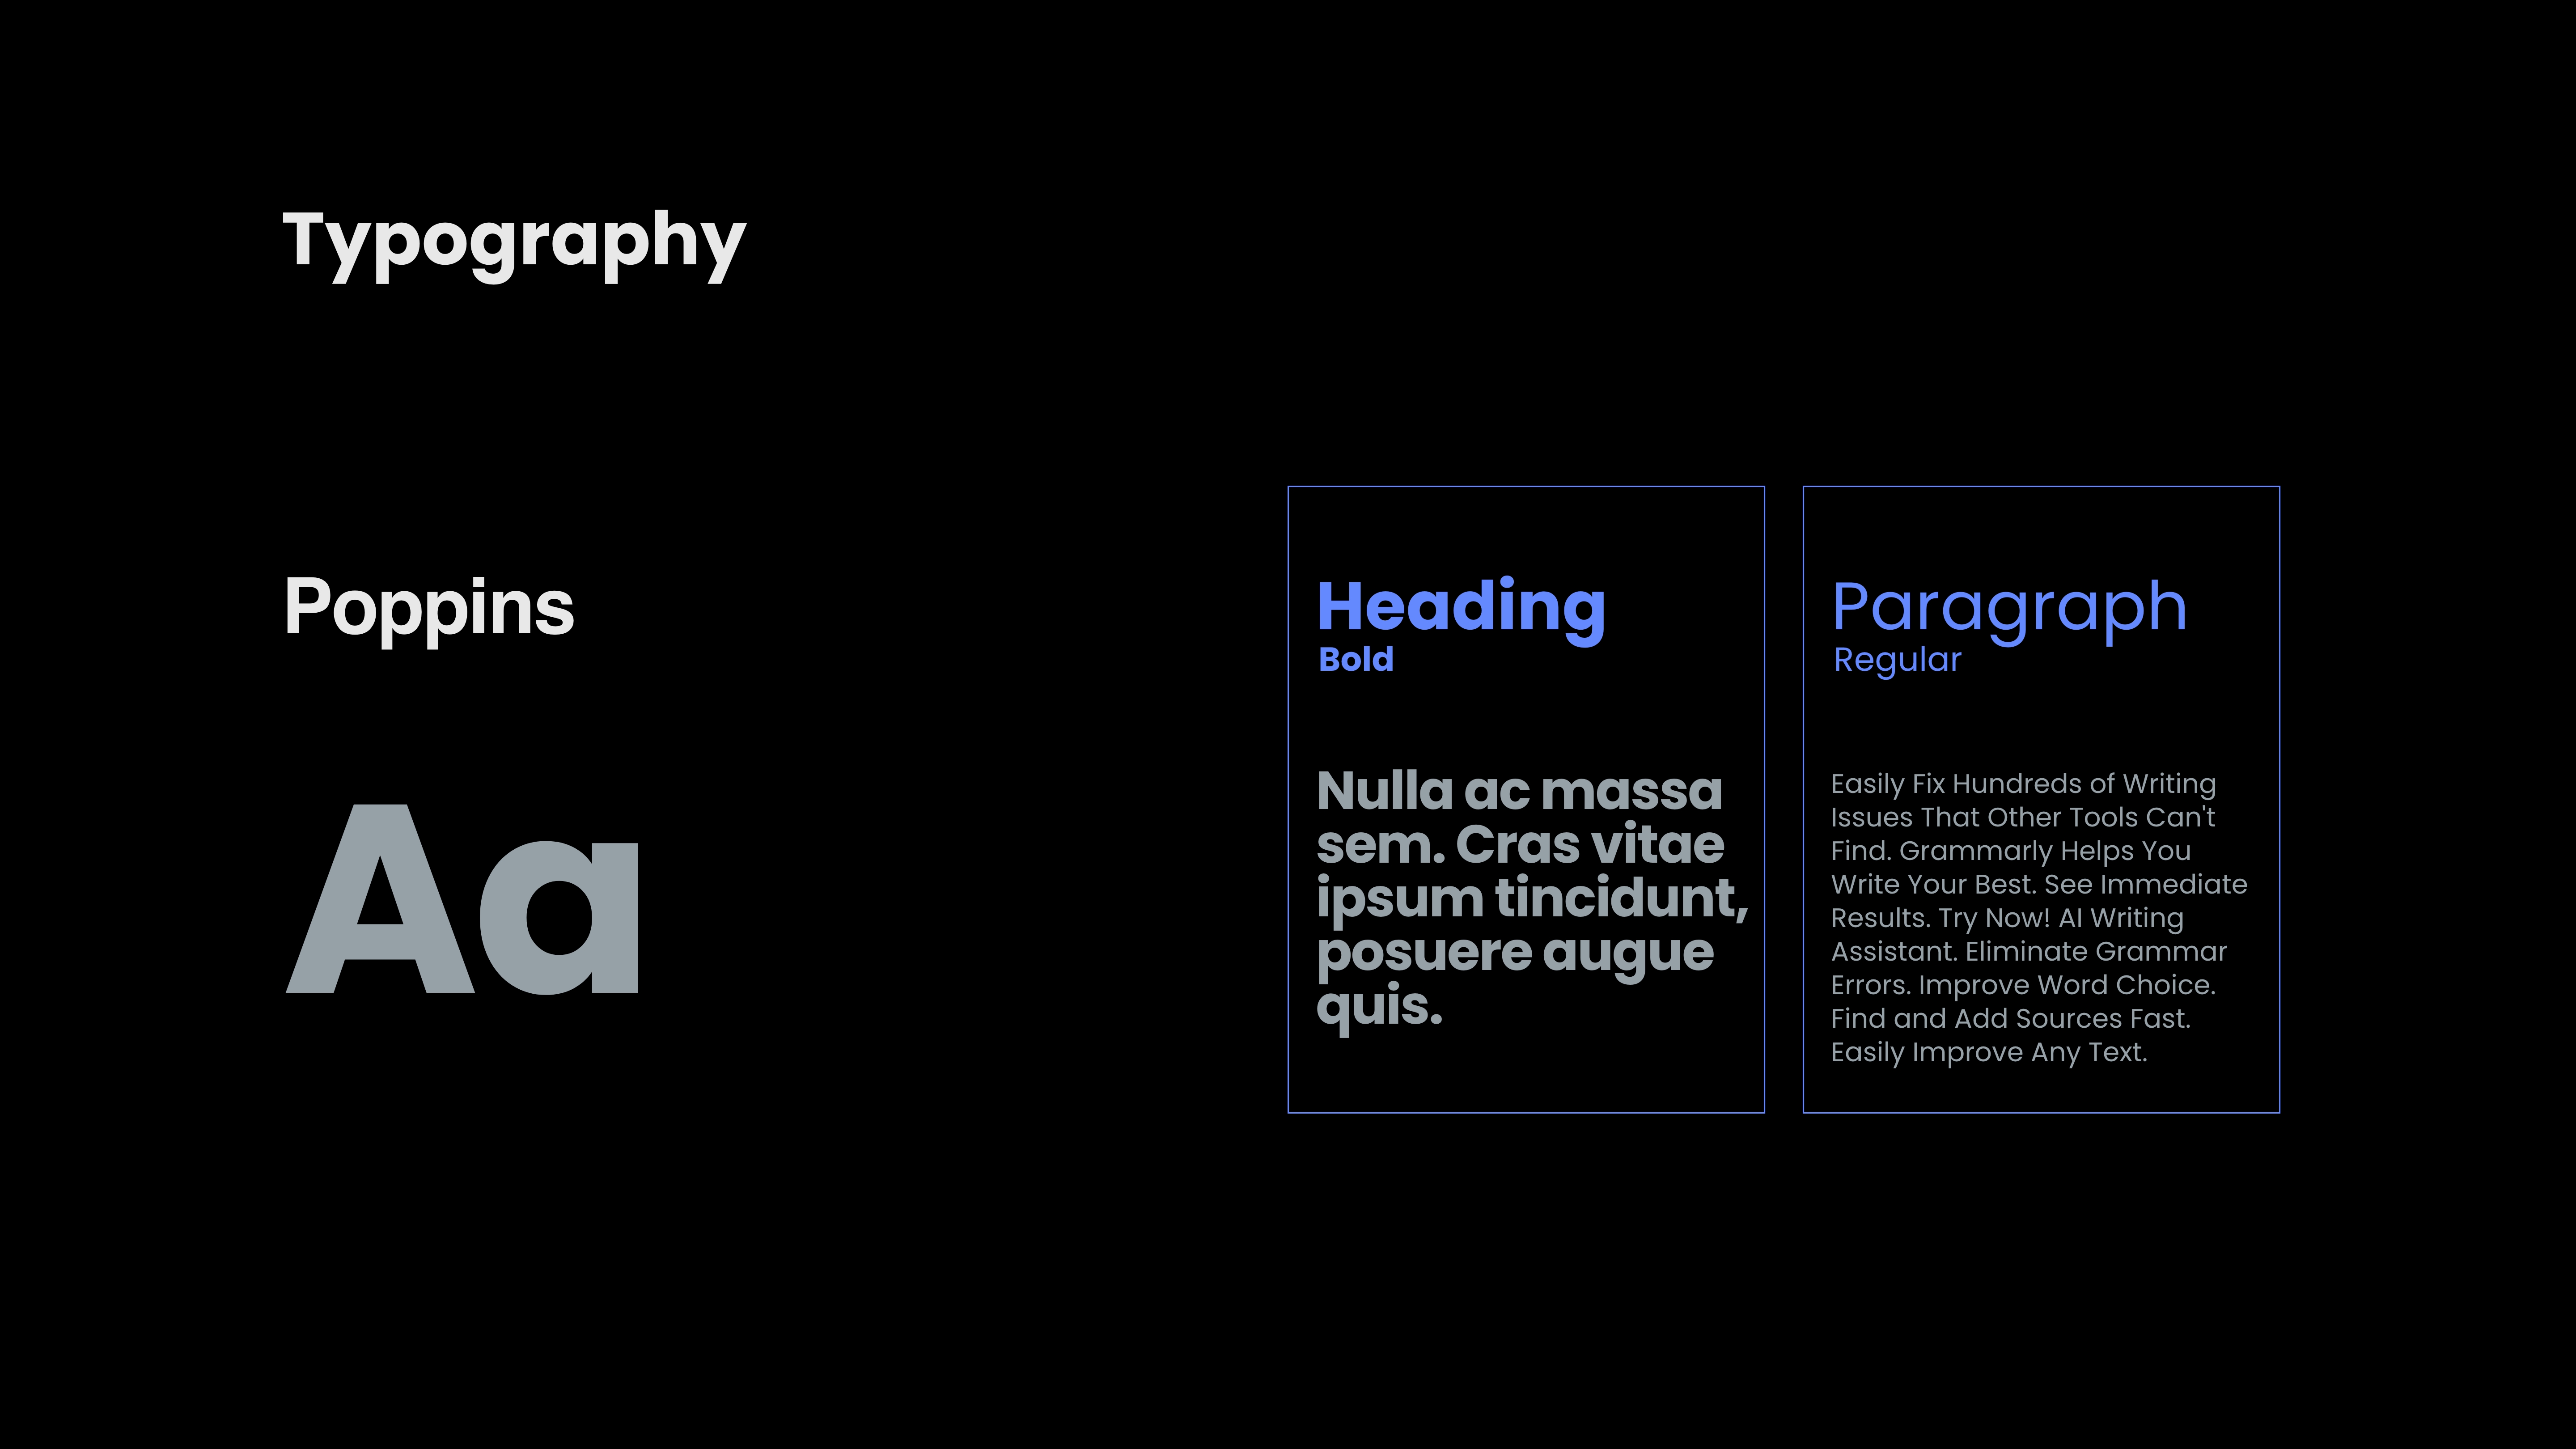 Typography
Poppins
Aa
Heading
Bold
Nulla ac massa
sem. Cras vitae
ipsum tincidunt,
posuere augue
quis.
Paragraph
Regular
Easily Fix Hundreds of Writing
Issues That Other Tools Can't
Find. Grammarly Helps You
Write Your Best. See Immediate
Results. Try Now! AI Writing
Assistant. Eliminate Grammar
Errors. Improve Word Choice.
Find and Add Sources Fast.
Easily Improve Any Text.